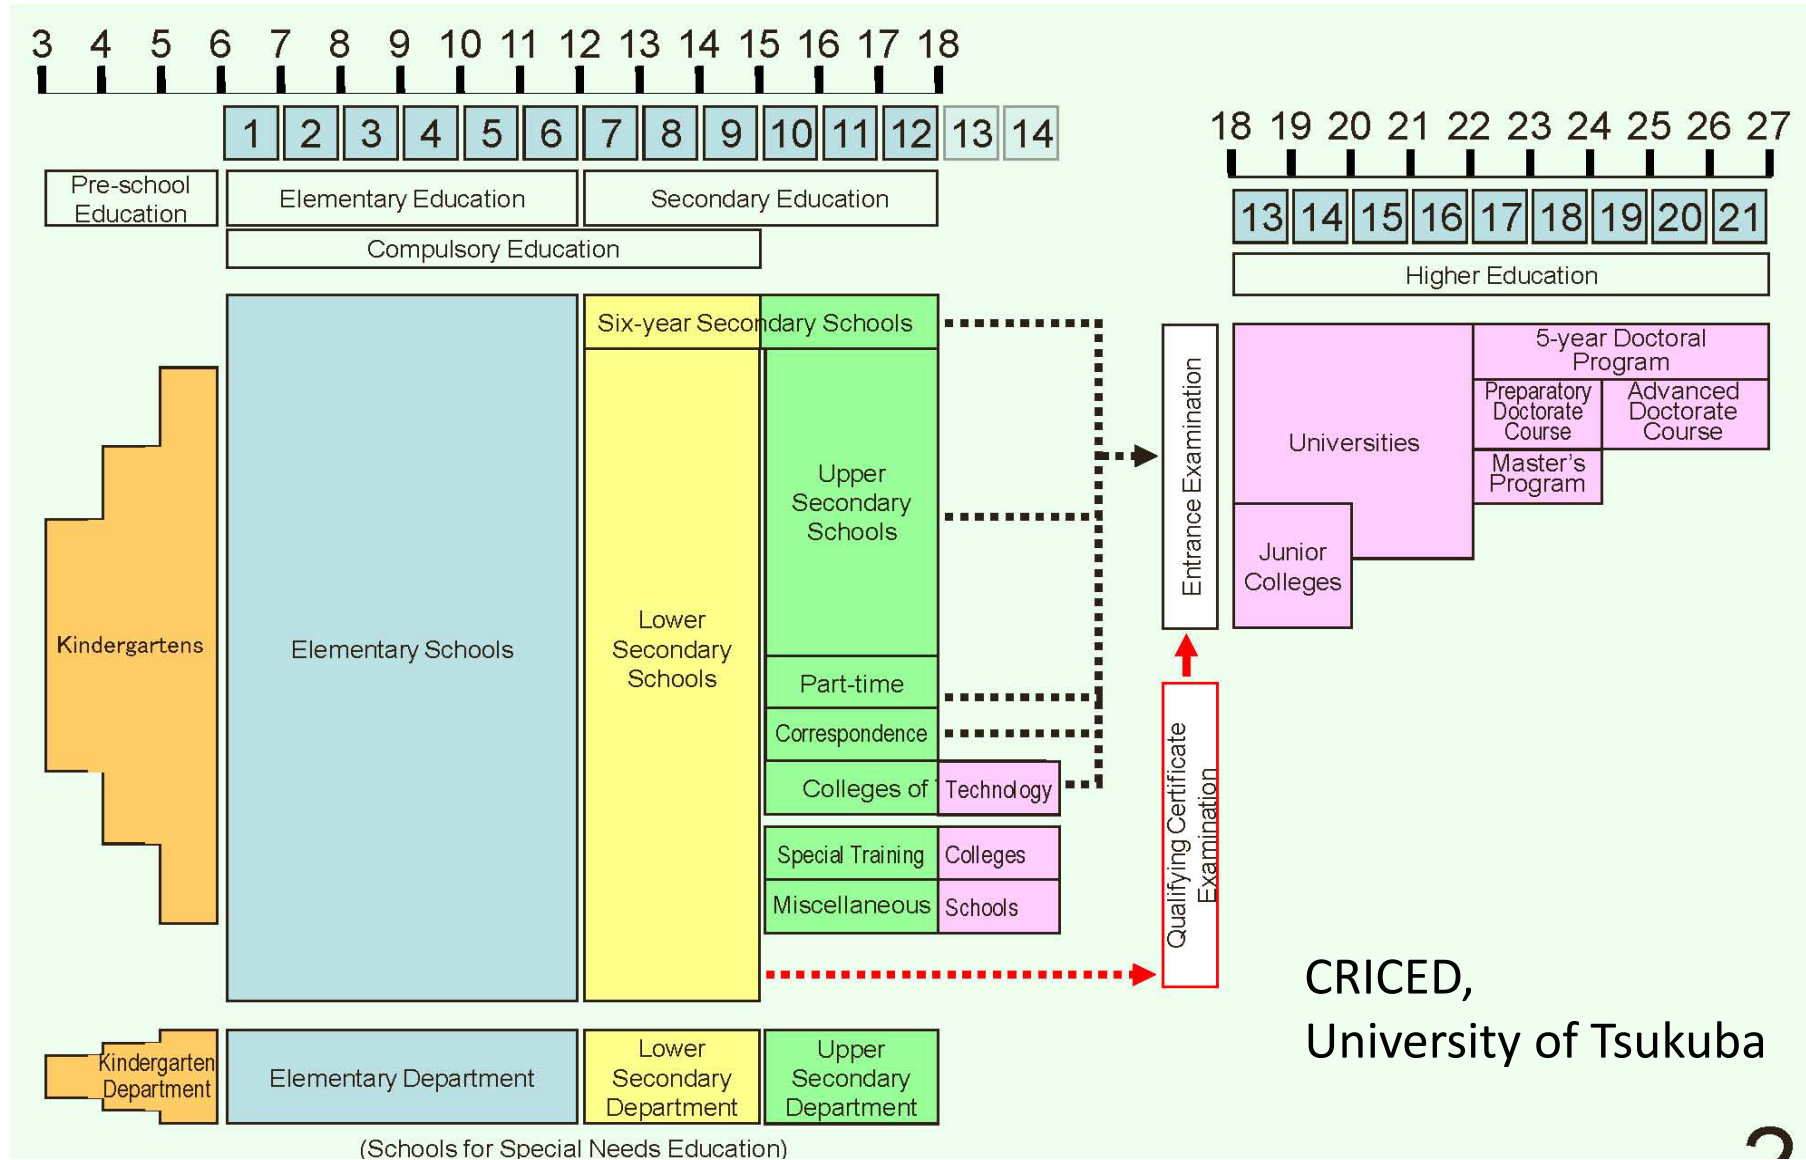 3 4 5 6 7 8 9 10 11 12 13 14 15 16 17 18
1 2 3 4 5 6 7 8 9 10 11 12 13 14
18 19 20 21 22 23 24 25 26 27
13 14 15 16 17 18 19 20 21
Pre-school
Education
Elementary Education
Secondary Education
Compulsory Education
Higher Education
Kindergartens
Elementary Schools
Six-year Secondary Schools
Lower
Secondary
Schools
Upper
Secondary
Schools
Part-time
Correspondence
Colleges of Technology
Special Training Colleges
Miscellaneous Schools
Entrance Examination
Qualifying Certificate
Examination
Universities
Junior
Colleges
5-year Doctoral
Program
Preparatory
Doctorate
Course
Advanced
Doctorate
Course
Master's
Program
Kindergarten
Department
Elementary Department
Lower
Secondary
Department
Upper
Secondary
Department
(Schools for Special Needs Education)
CRICED,
University of Tsukuba
2